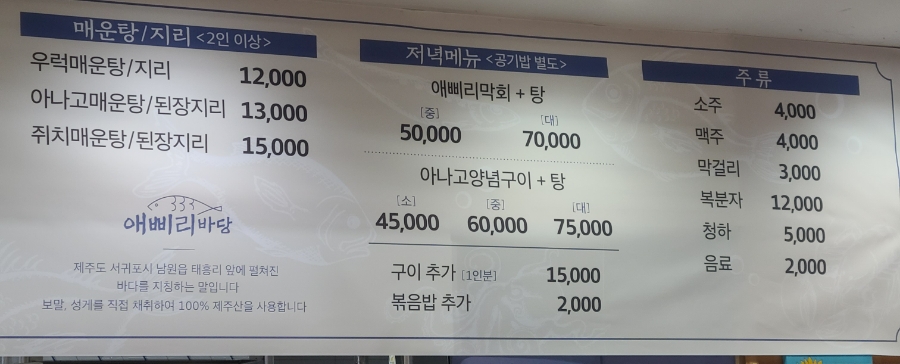 매운탕/지리 <2인 이상>
우럭매운탕/지리 12,000
아나고매운탕/된장지리 13,000
쥐치매운탕/된장지리 15,000
애삐리바당
제주도 서귀포시 남원읍 태흥리 앞에 펼쳐진
바다를 지칭하는 말입니다
보말, 성게를 직접 채취하여 100% 제주산을 사용합니다
저녁메뉴 <공기밥 별도>
애삐리막회 + 탕
[중] [대]
50,000 70,000
아나고양념구이 + 탕
[소] [중] [대]
45,000 60,000 75,000
구이 추가 [1인분] 15,000
볶음밥 추가 2,000
주류
소주 4,000
맥주 4,000
막걸리 3,000
복분자 12,000
청하 5,000
음료 2,000